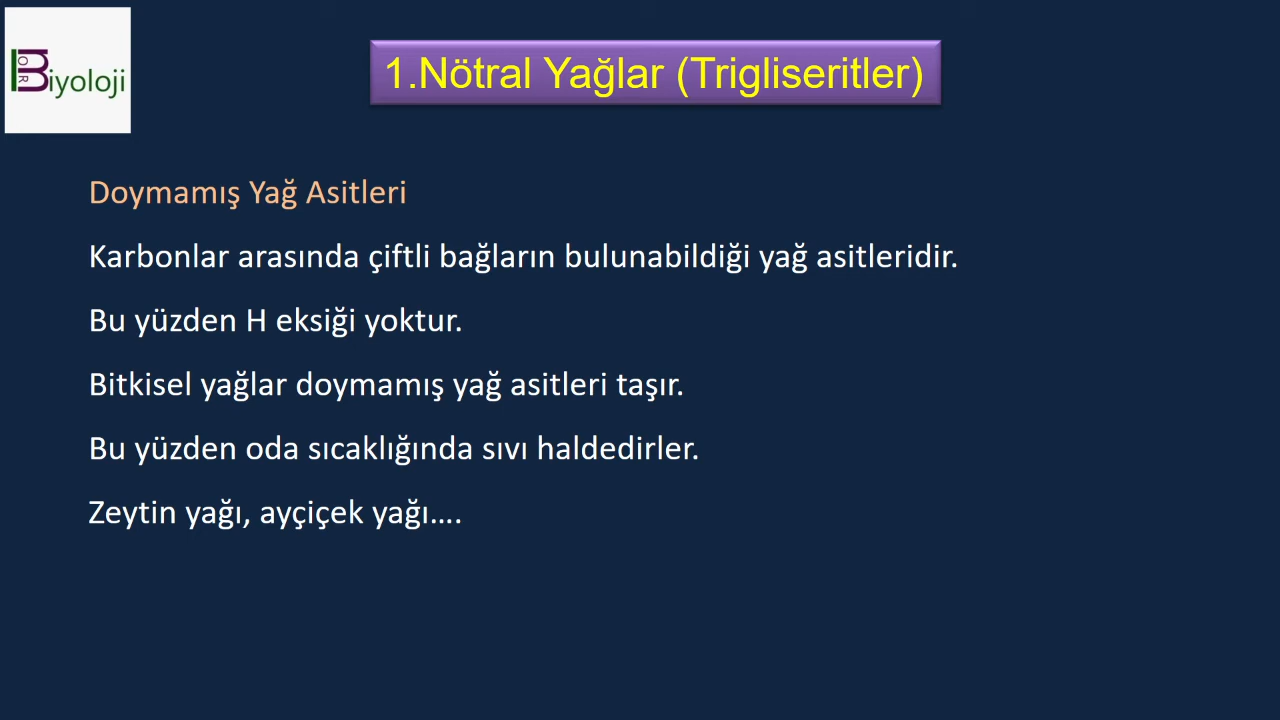 FOR
Biyoloji
1.Nötral Yağlar (Trigliseritler)
Doymamış Yağ Asitleri
Karbonlar arasında çiftli bağların bulunabildiği yağ asitleridir.
Bu yüzden H eksiği yoktur.
Bitkisel yağlar doymamış yağ asitleri taşır.
Bu yüzden oda sıcaklığında sıvı haldedirler.
Zeytin yağı, ayçiçek yağı….